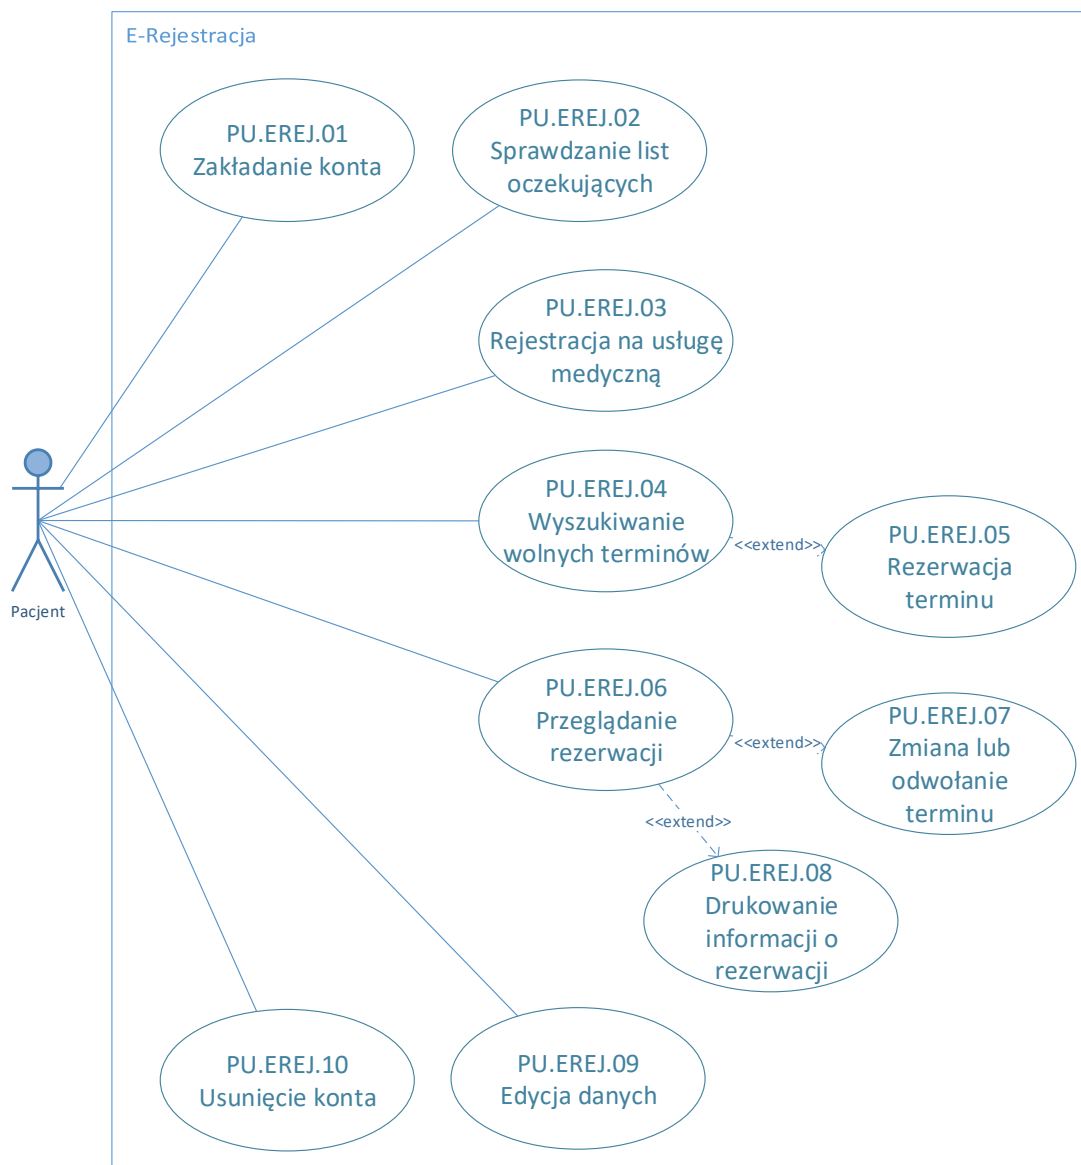 E-Rejestracja
PU.EREJ.01
Zakładanie konta
PU.EREJ.02
Sprawdzanie list
oczekujących
PU.EREJ.03
Rejestracja na usługę
medyczną
PU.EREJ.04
Wyszukiwanie
wolnych terminów
<<extend>>
PU.EREJ.05
Rezerwacja
terminu
Pacjent
PU.EREJ.06
Przeglądanie
rezerwacji
<<extend>>
PU.EREJ.07
Zmiana lub
odwołanie
terminu
<<extend>>
PU.EREJ.08
Drukowanie
informacji o
rezerwacji
PU.EREJ.10
Usunięcie konta
PU.EREJ.09
Edycja danych